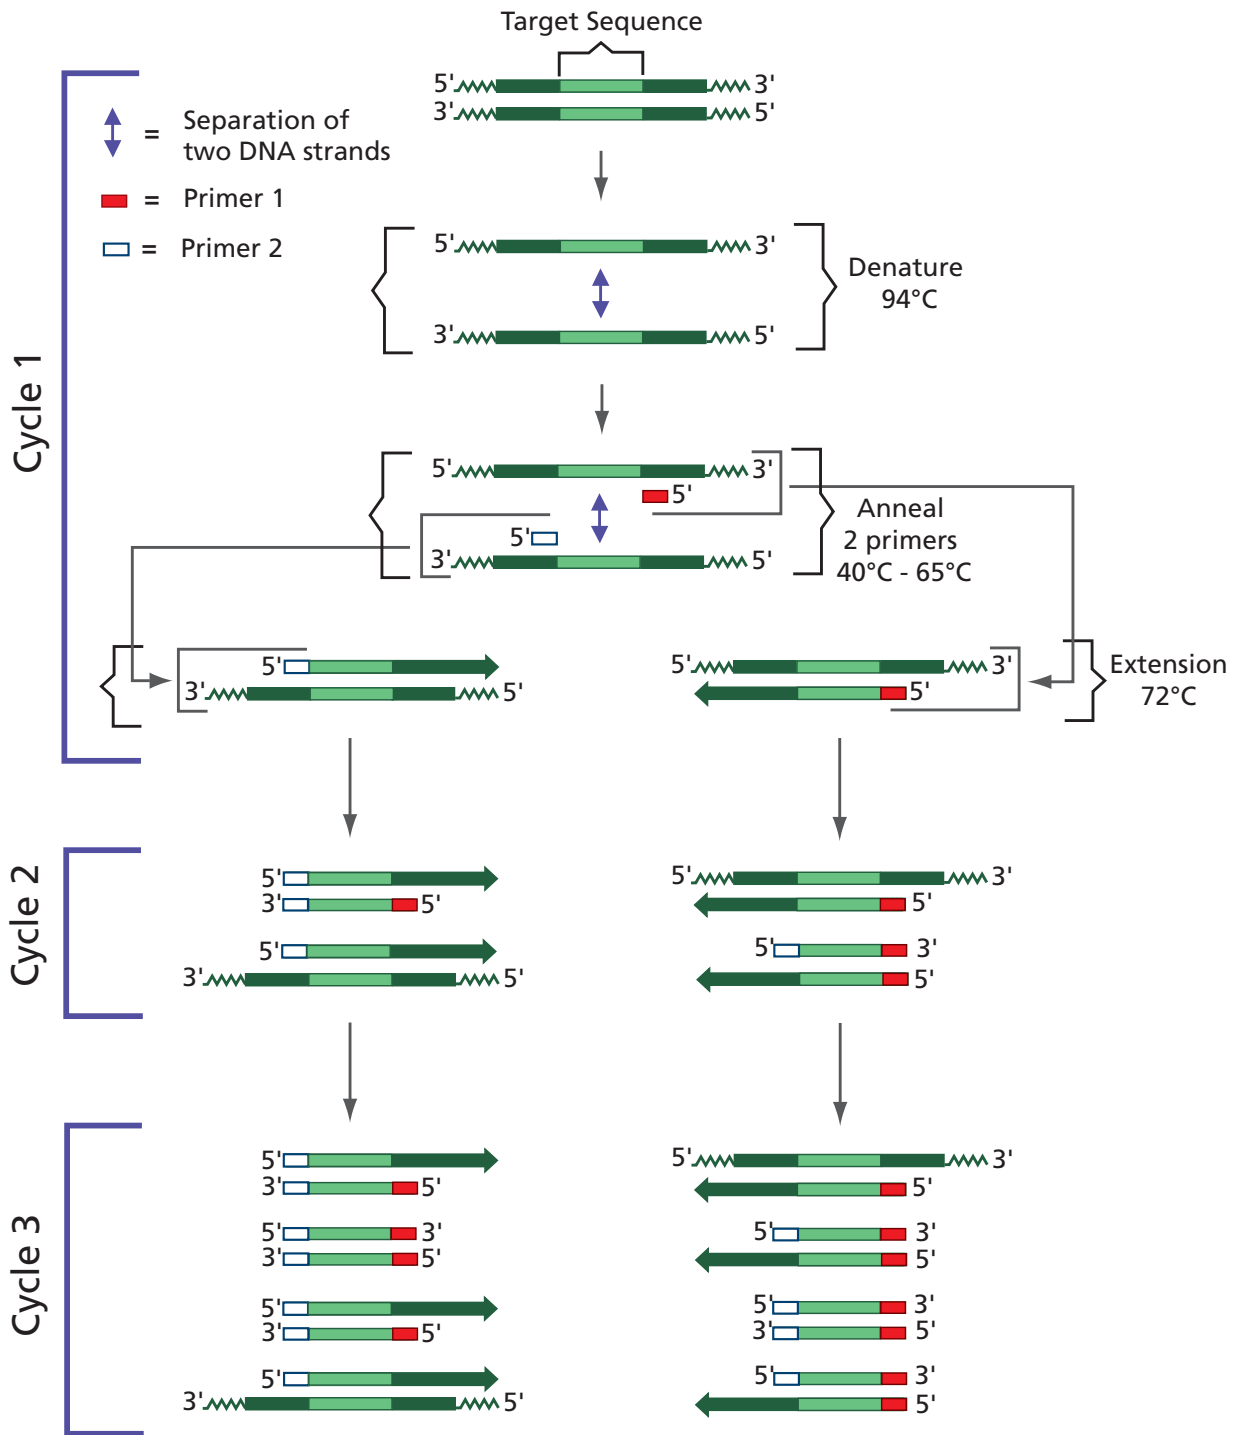 Target Sequence
5' 3'
3' 5'
= Separation of
two DNA strands
= Primer 1
= Primer 2
Cycle 1
5' 3'
3' 5'
Denature
94°C
5' 3'
5'
5'
3' 5'
Anneal
2 primers
40°C - 65°C
5'
3' 5'
5' 3'
5'
Extension
72°C
Cycle 2
5'
3' 5'
5'
3' 5'
5' 3'
5'
5' 3'
5'
Cycle 3
5'
3' 5'
5' 3'
3' 5'
5'
3' 5'
5'
3' 5'
5' 3'
5'
5' 3'
5'
5' 3'
3' 5'
5' 3'
5'